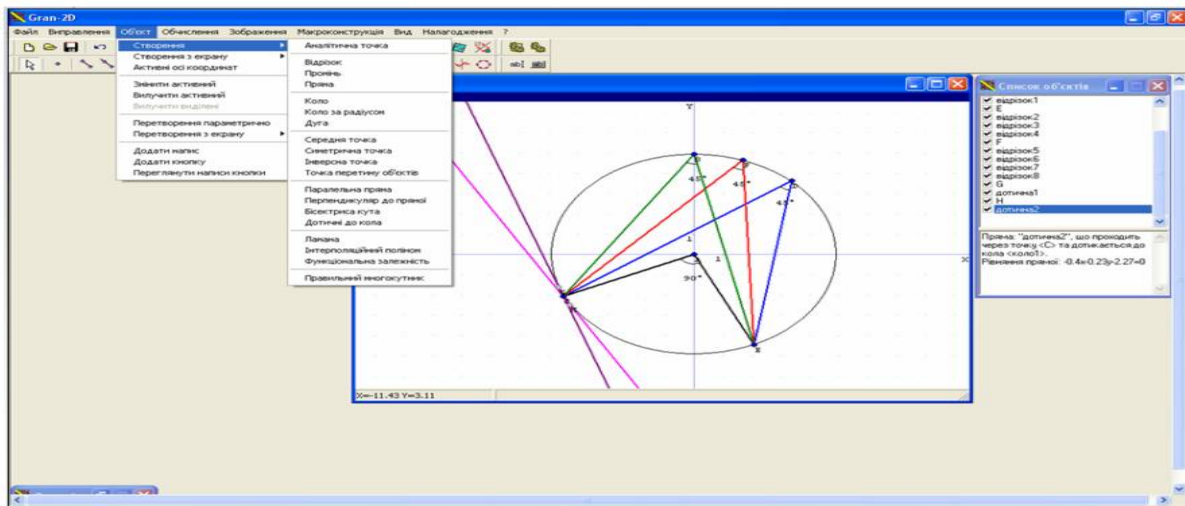 Gran-2D
Файл Виправлення Об'єкт Обчислення Зображення Макроконструкція Вид Налагодження ?
Створення
Створення з екрану
Активні осі координат
Змінити активний
Вилучити активний
Вилучити виділені
Перетворення параметрично
Перетворення з екрану
Додати напис
Додати кнопку
Переглянути написи кнопки
Аналітична точка
Відрізок
Промінь
Пряма
Коло
Коло за радіусом
Дуга
Середня точка
Симетрична точка
Інверсна точка
Точка перетину об'єктів
Паралельна пряма
Перпендикуляр до прямої
Бісектриса кута
Дотичні до кола
Ламана
Інтерполяційний поліном
Функціональна залежність
Правильний многокутник
ab
Y
45°
45°
45°
1
1
X
90°
X=-11.43 Y=3.11
Список об'єктів
відрізок1
E
відрізок2
відрізок3
відрізок4
F
відрізок5
відрізок6
відрізок7
відрізок8
G
дотична1
H
дотична2
Пряма: "дотична2", що проходить
через точку <C> та дотикається до
кола <коло1>.
Рівняння прямої: -0.4x-0.23y-2.27=0